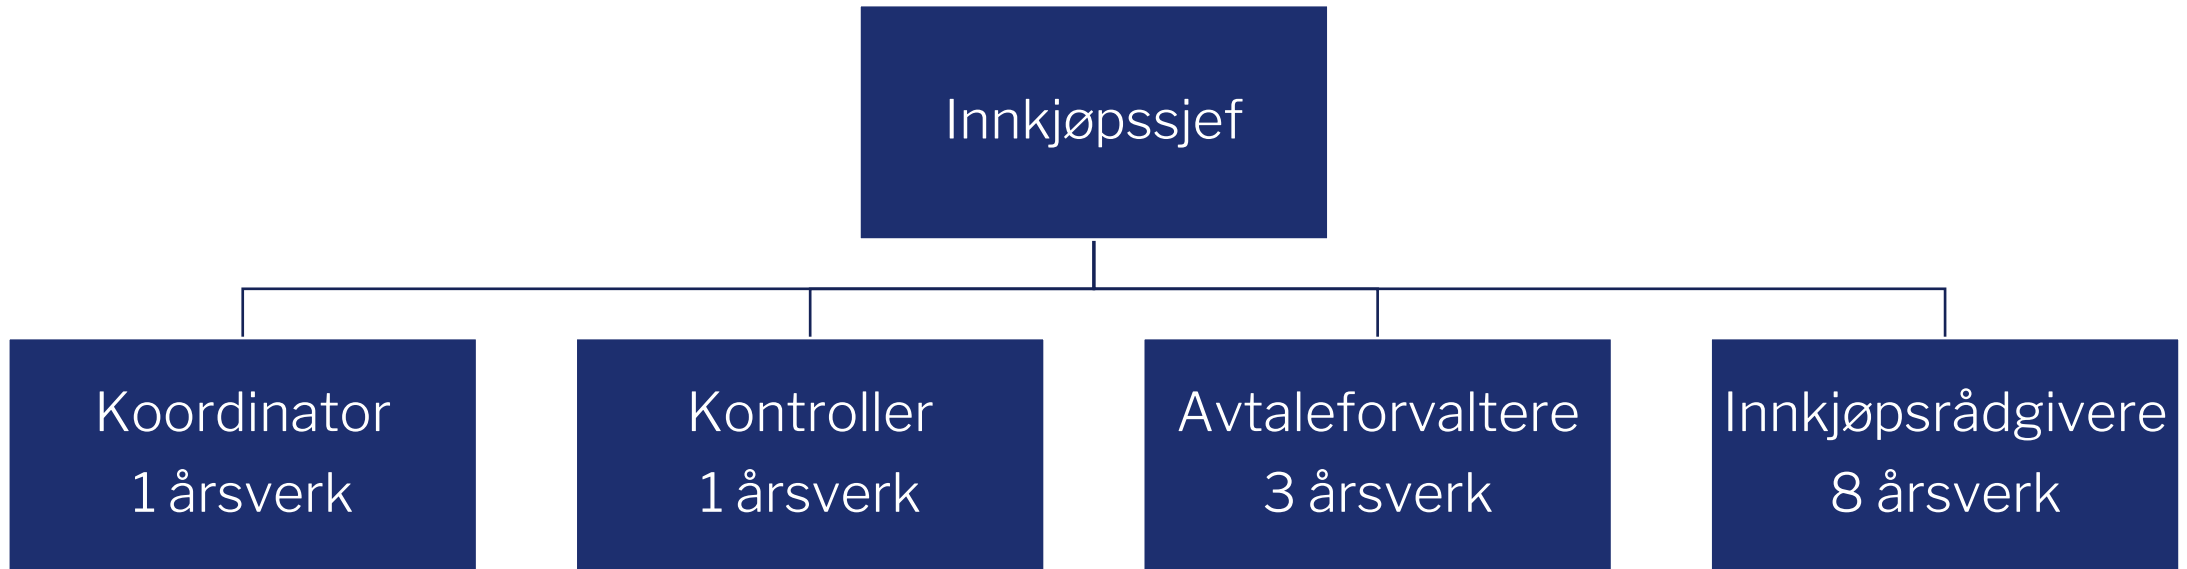 Innkjøpssjef
Koordinator
1 årsverk
Kontroller
1 årsverk
Avtaleforvaltere
3 årsverk
Innkjøpsrådgivere
8 årsverk